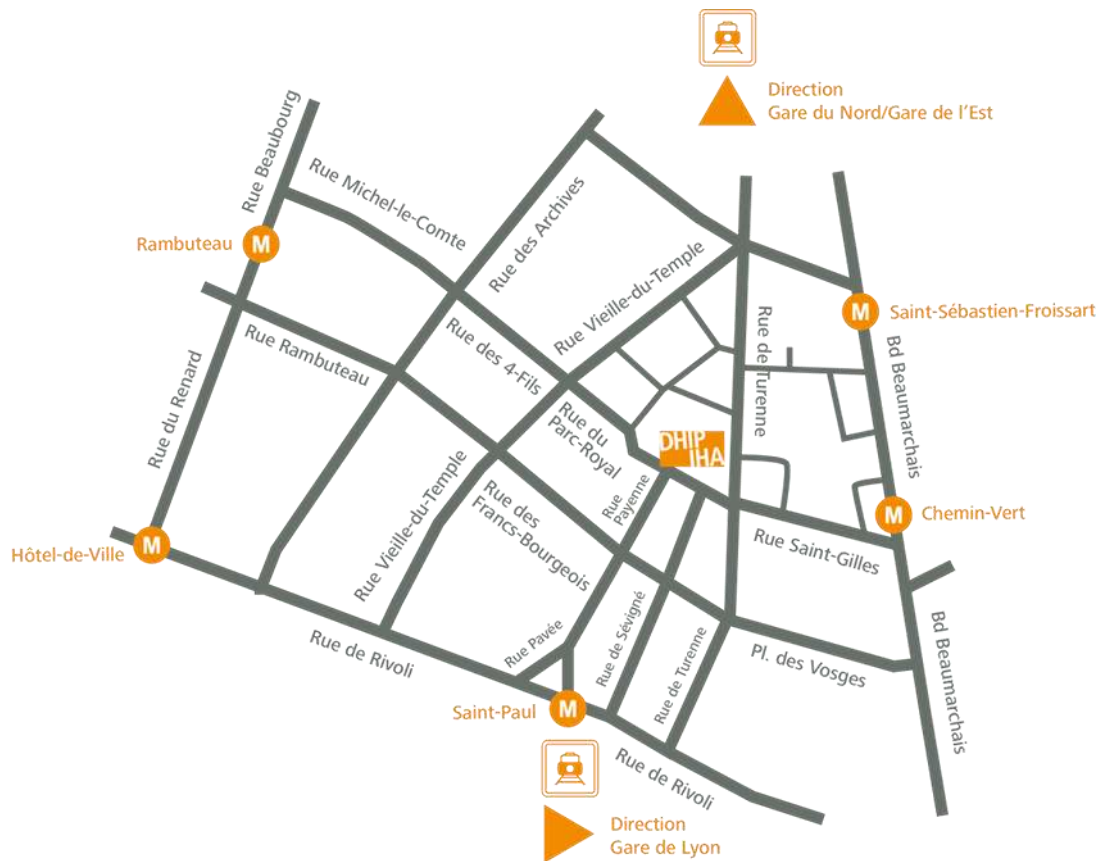 Direction
Gare du Nord/Gare de l'Est
Rue Beaubourg
Rue Michel-le-Comte
Rue des Archives
Rambuteau
M
Rue Vieille-du-Temple
Saint-Sébastien-Froissart
M
Rue Rambuteau
Rue des 4-Fils
Rue de Turenne
Bd Beaumarchais
Rue du Renard
Rue du
Parc-Royal
DHIP
IHA
Rue Vieille-du-Temple
Rue des
Francs-Bourgeois
Rue
Payenne
Chemin-Vert
M
Rue Saint-Gilles
Hôtel-de-Ville
M
Rue de Rivoli
Rue Pavée
Rue de Sévigné
Rue de Turenne
Pl. des Vosges
Bd Beaumarchais
Saint-Paul
M
Rue de Rivoli
Direction
Gare de Lyon